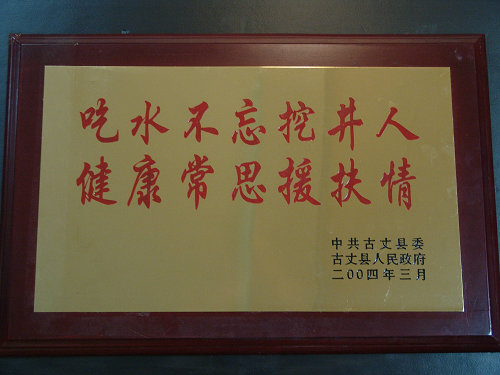 吃水不忘挖井人
健康常思援扶情
中共古丈县委
古丈县人民政府
二00四年三月